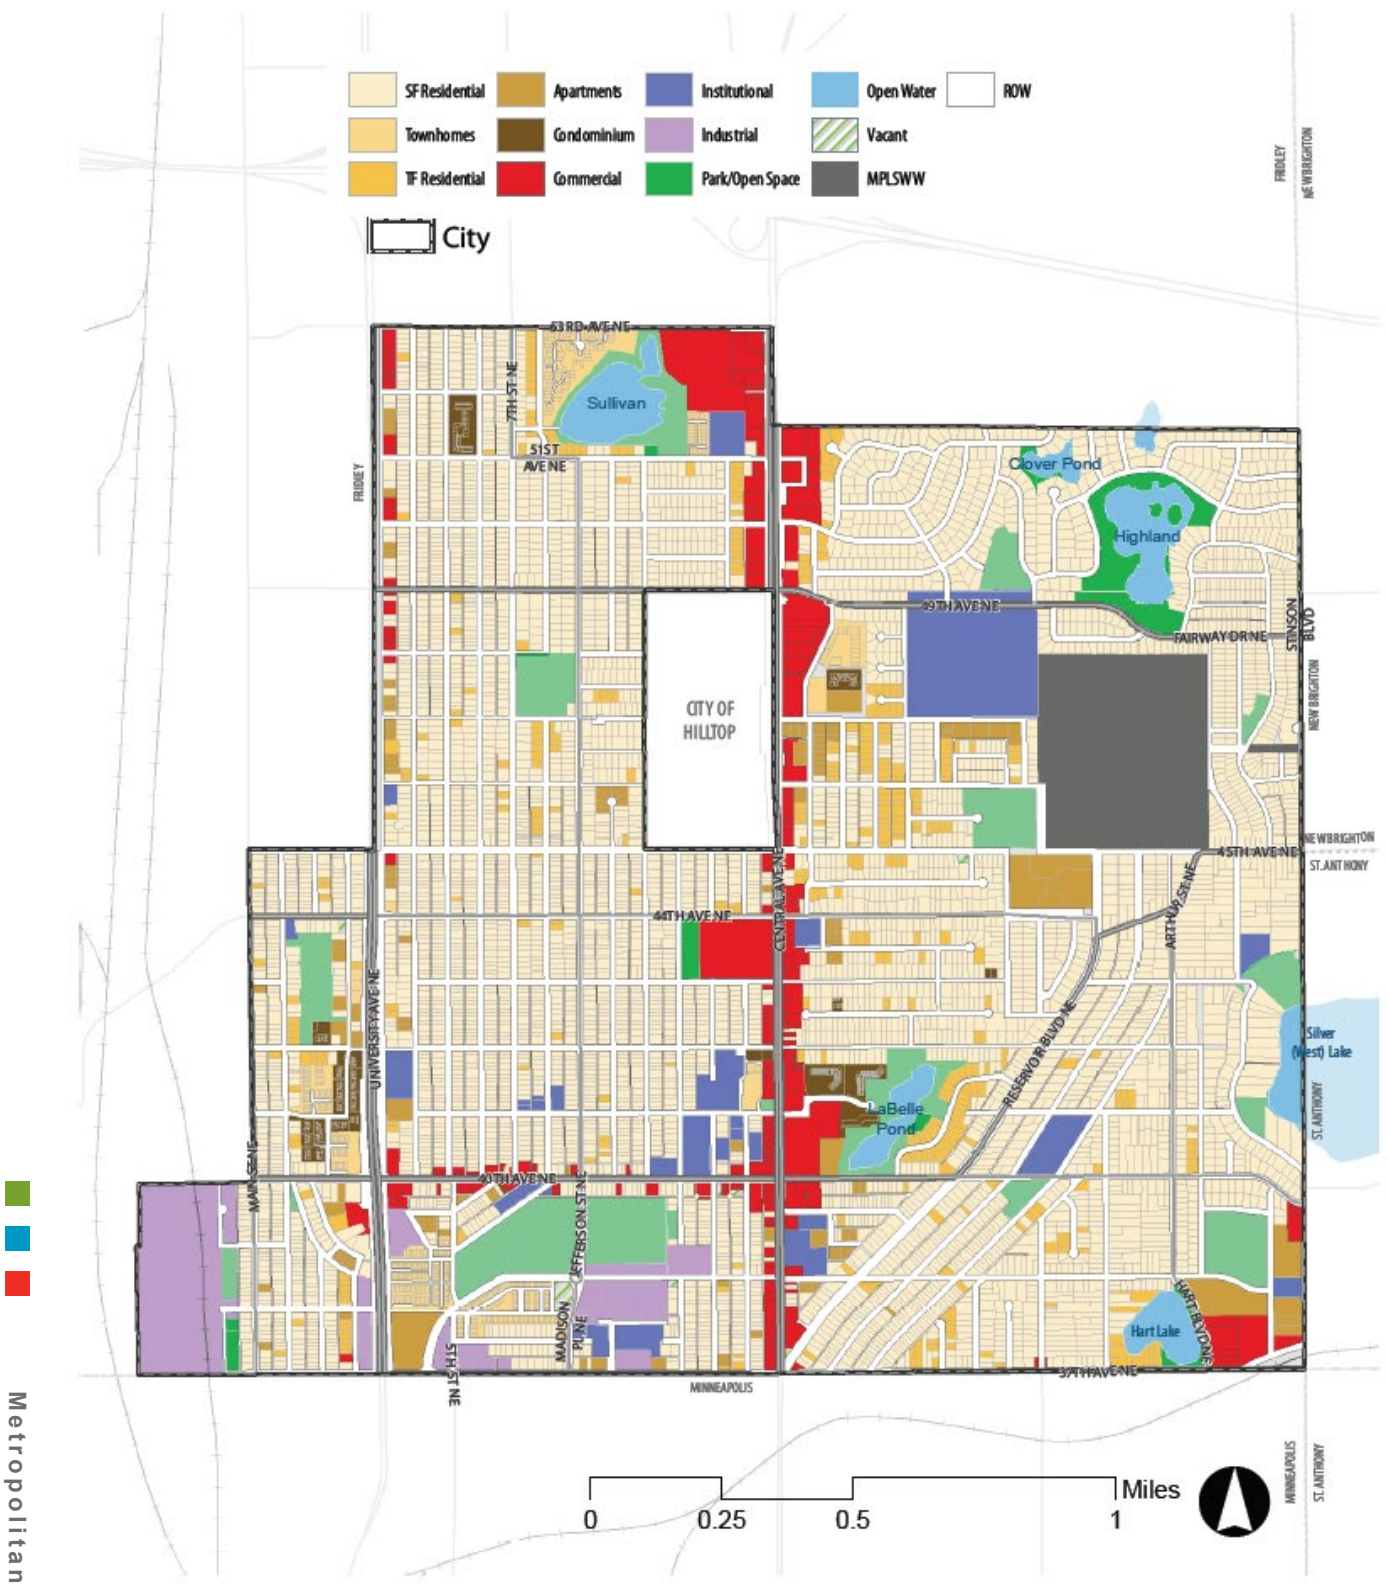 SF Residential
Apartments
Institutional
Open Water
ROW
Townhomes
Condominium
Industrial
Vacant
TF Residential
Commercial
Park/Open Space
MPLSWW
City
FRIDLEY
NEW BRIGHTON
53RD AVE NE
7TH ST NE
Sullivan
51ST
AVE NE
FRIDLEY
Clover Pond
Highland
49TH AVE NE
FAIRWAY DR NE
STINSON
BLVD
CITY OF
HILLTOP
NEW BRIGHTON
NEW BRIGHTON
45TH AVE NE
ST. ANTHONY
44TH AVE NE
CENTRAL AVE NE
ARTHUR ST NE
UNIVERSITY AVE NE
RESERVOIR BLVD NE
Silver
(West) Lake
ST. ANTHONY
LaBelle
Pond
MAIN ST NE
40TH AVE NE
JEFFERSON ST NE
MADISON
PL NE
5TH ST NE
HART BLVD NE
Hart Lake
37TH AVE NE
MINNEAPOLIS
MINNEAPOLIS
ST. ANTHONY
Miles
0
0.25
0.5
1
Metropolitan